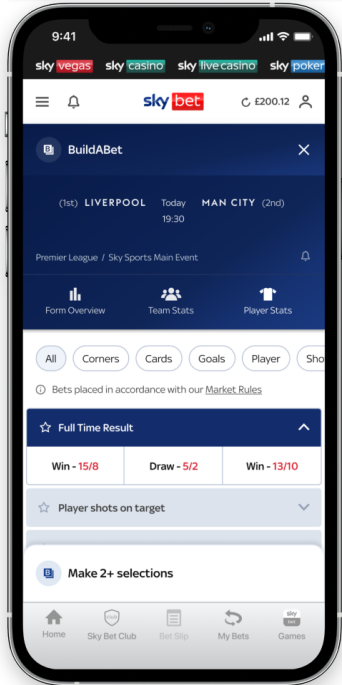 9:41
sky vegas sky casino sky live casino sky poker
sky bet £200.12
BuildABet
(1st) LIVERPOOL Today MAN CITY (2nd)
19:30
Premier League / Sky Sports Main Event
Form Overview Team Stats Player Stats
All Corners Cards Goals Player Sho
Bets placed in accordance with our Market Rules
Full Time Result
Win - 15/8 Draw - 5/2 Win - 13/10
Player shots on target
Make 2+ selections
club sky bet
Home Sky Bet Club Bet Slip My Bets Games